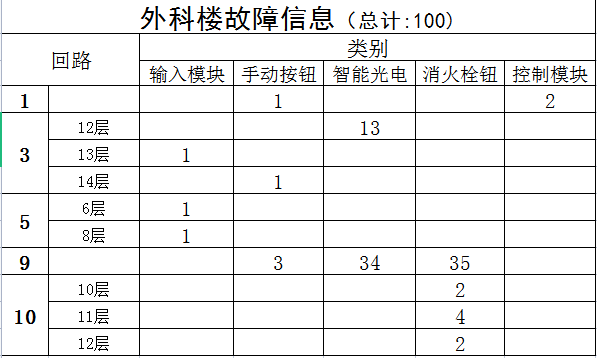 外科楼故障信息（总计:100）
回路 类别
输入模块 手动按钮 智能光电 消火栓钮 控制模块
1 1 2
12层 13
3 13层 1
14层 1
5 6层 1
8层 1
9 3 34 35
10层 2
10 11层 4
12层 2